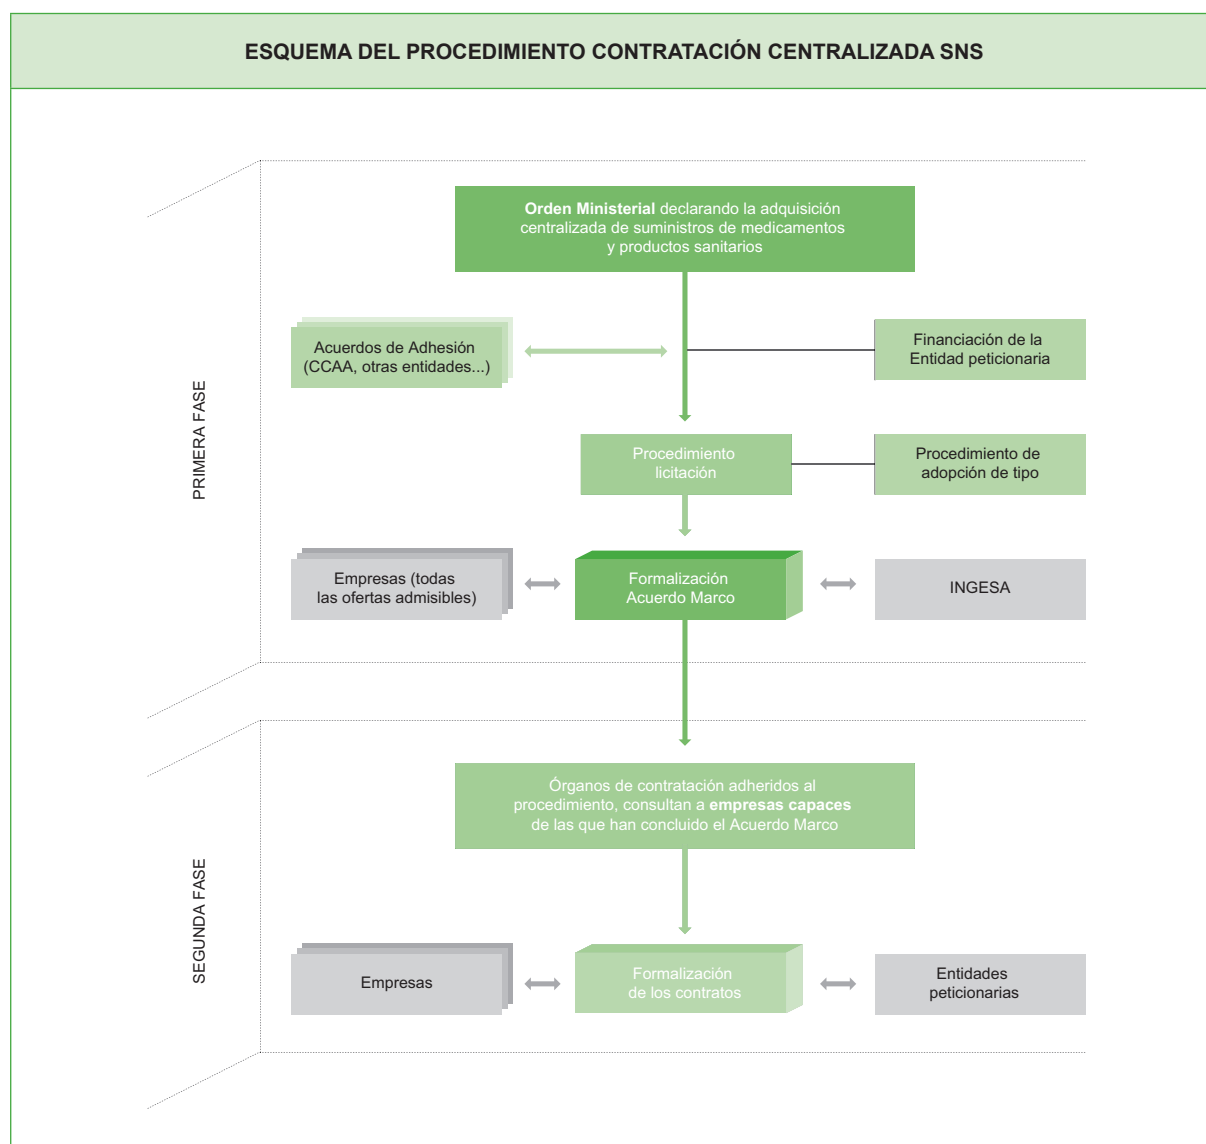 ESQUEMA DEL PROCEDIMIENTO CONTRATACIÓN CENTRALIZADA SNS
PRIMERA FASE
Orden Ministerial declarando la adquisición
centralizada de suministros de medicamentos
y productos sanitarios
Acuerdos de Adhesión
(CCAA, otras entidades...)
Financiación de la
Entidad peticionaria
Procedimiento
licitación
Procedimiento de
adopción de tipo
Empresas (todas
las ofertas admisibles)
Formalización
Acuerdo Marco
INGESA
SEGUNDA FASE
Órganos de contratación adheridos al
procedimiento, consultan a empresas capaces
de las que han concluido el Acuerdo Marco
Empresas
Formalización
de los contratos
Entidades
peticionarias